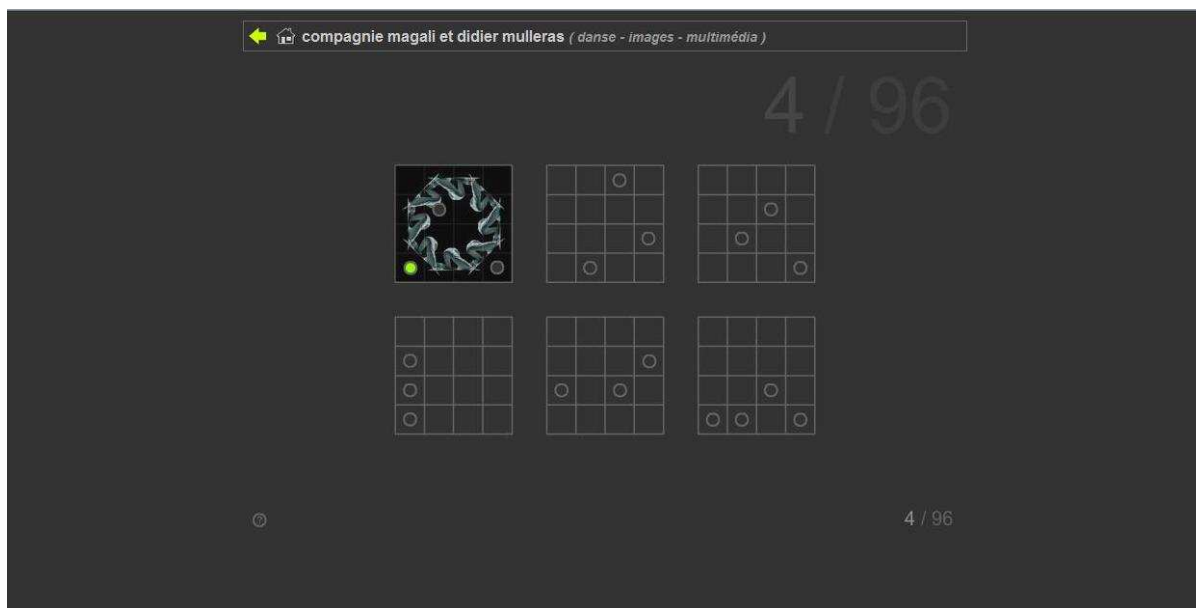 compagnie magali et didier mulleras ( danse - images - multimédia )
4 / 96
?
4 / 96